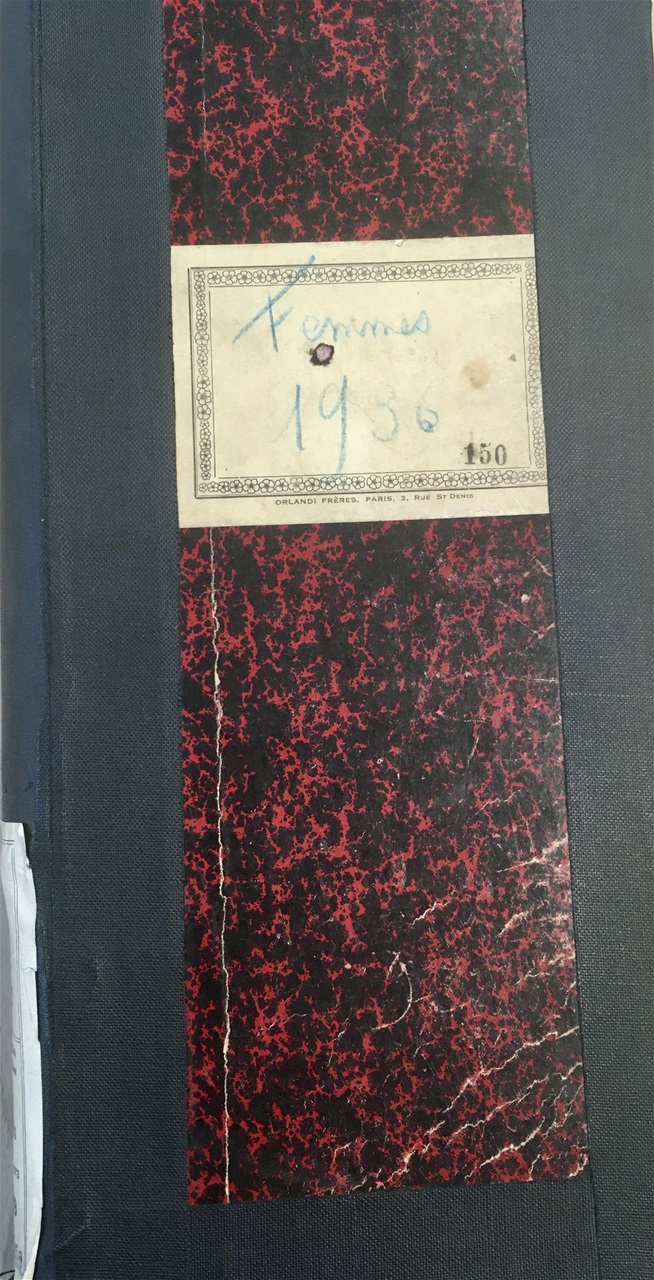 Femmes
1936
150
ORLANDI FRÈRES, PARIS, 2, RUE ST DENIS